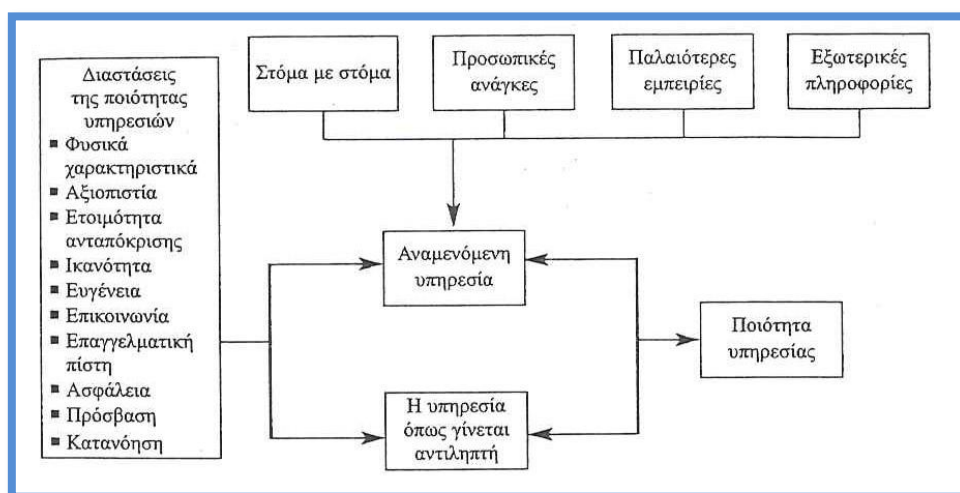 Διαστάσεις
της ποιότητας
υπηρεσιών
▪ Φυσικά
χαρακτηριστικά
▪ Αξιοπιστία
▪ Ετοιμότητα
ανταπόκρισης
▪ Ικανότητα
▪ Ευγένεια
▪ Επικοινωνία
▪ Επαγγελματική
πίστη
▪ Ασφάλεια
▪ Πρόσβαση
▪ Κατανόηση
Στόμα με στόμα
Προσωπικές
ανάγκες
Παλαιότερες
εμπειρίες
Εξωτερικές
πληροφορίες
Αναμενόμενη
υπηρεσία
Η υπηρεσία
όπως γίνεται
αντιληπτή
Ποιότητα
υπηρεσίας